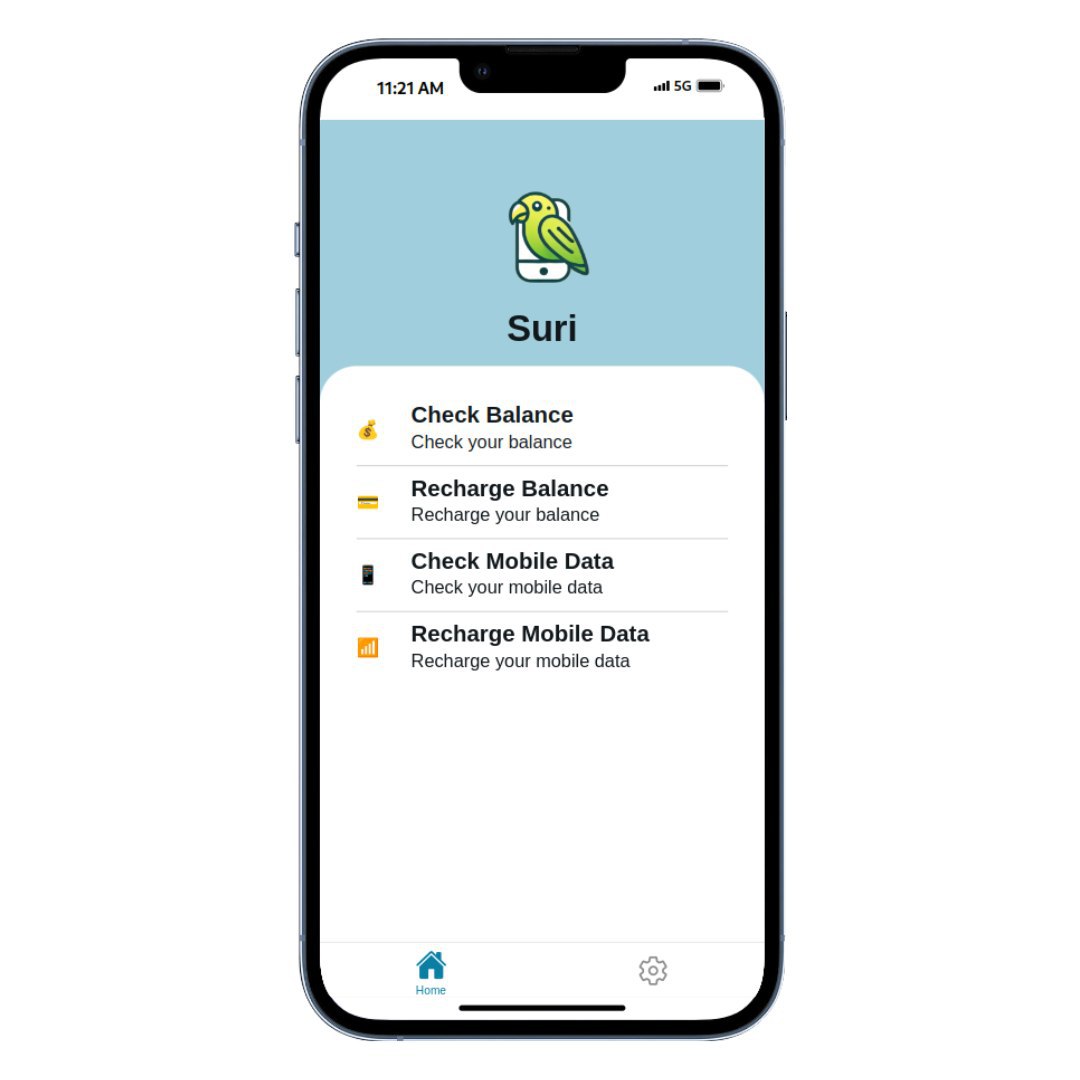 11:21 AM 5G
Suri
Check Balance
Check your balance
Recharge Balance
Recharge your balance
Check Mobile Data
Check your mobile data
Recharge Mobile Data
Recharge your mobile data
Home